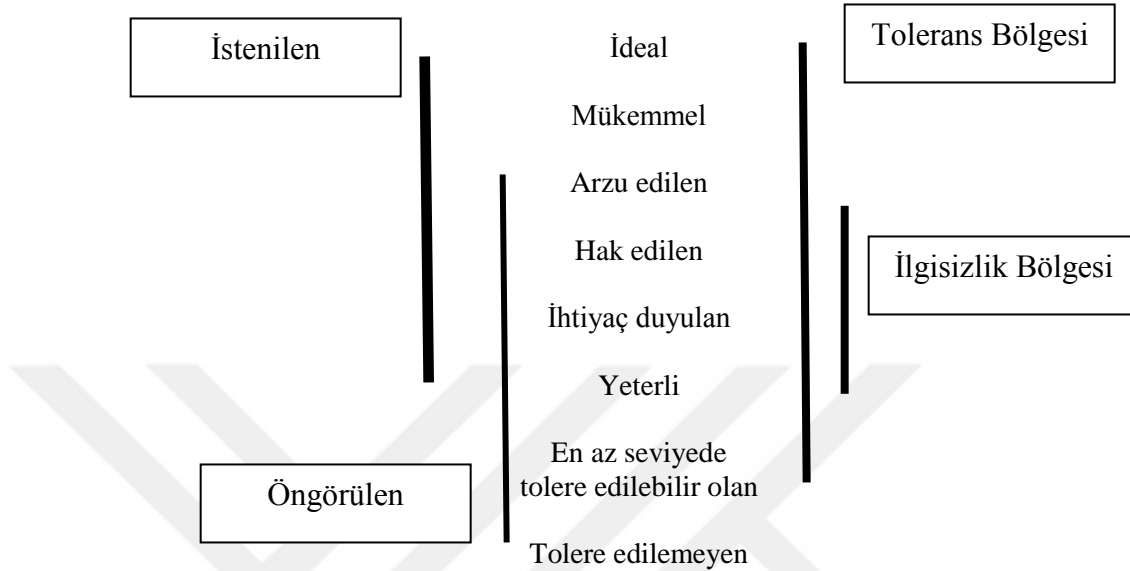 İstenilen
İdeal
Tolerans Bölgesi
Mükemmel
Arzu edilen
Hak edilen
İlgisizlik Bölgesi
İhtiyaç duyulan
Yeterli
En az seviyede
tolere edilebilir olan
Öngörülen
Tolere edilemeyen